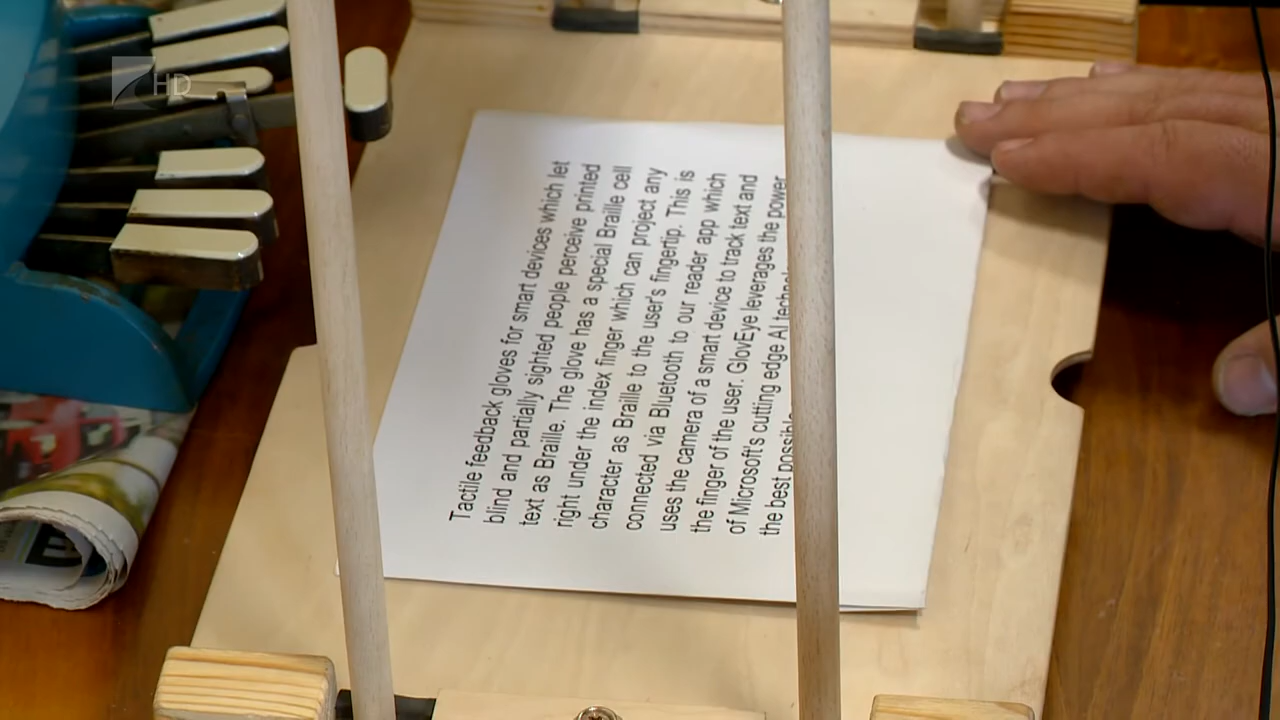 HD
Tactile feedback gloves for smart devices which let
blind and partially sighted people perceive printed
text as Braille. The glove has a special Braille cell
right under the index finger which can project any
character as Braille to the user's fingertip. This is
connected via Bluetooth to our reader app which
uses the camera of a smart device to track text and
the finger of the user. GlovEye leverages the power
of Microsoft's cutting edge AI
the best possible